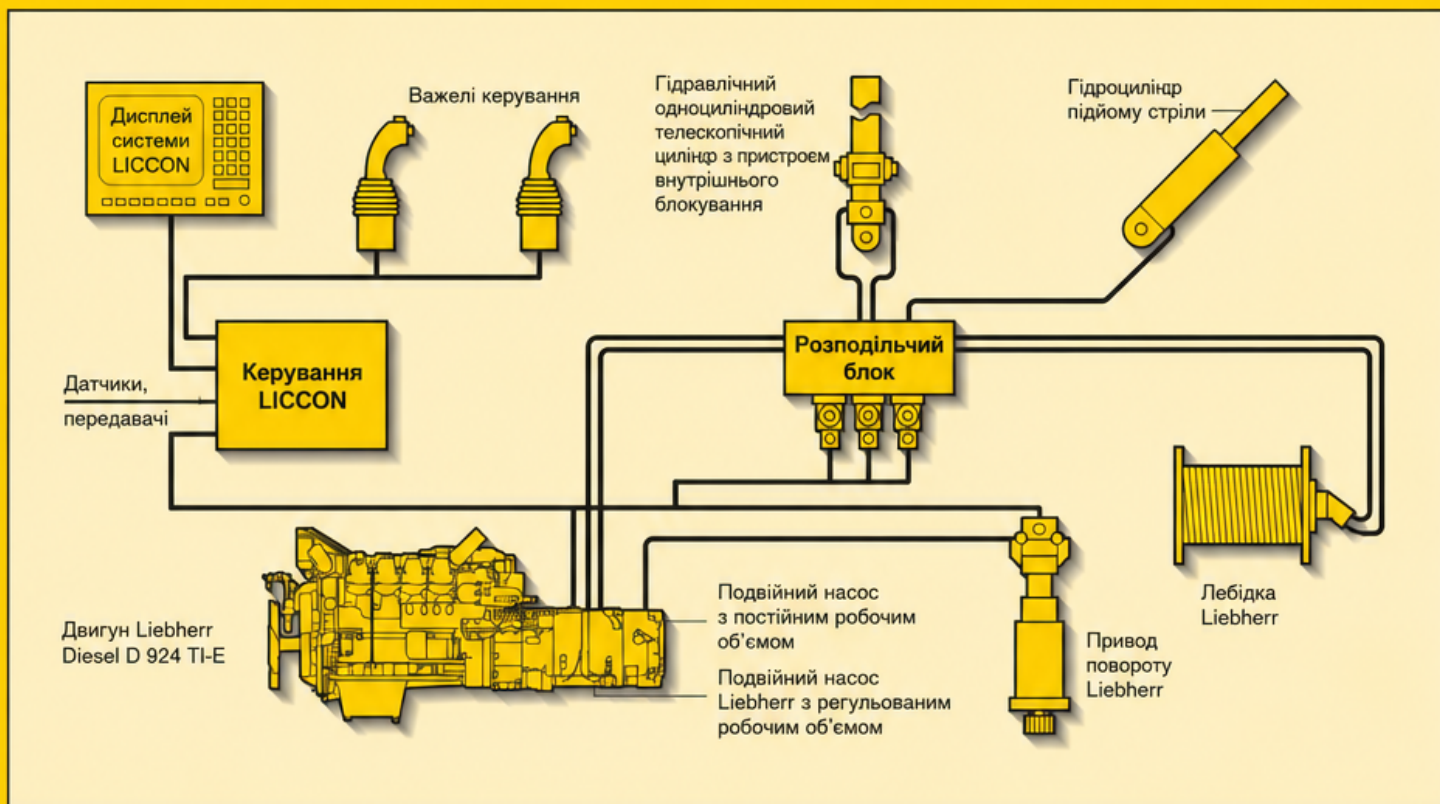 Дисплей
системи
LICCON
Важелі керування
Гідравлічний
одноциліндровий
телескопічний
циліндр з пристроєм
внутрішнього
блокування
Гідроциліндр
підйому стріли
Керування
LICCON
Датчики,
передавачі
Розподільчий
блок
Двигун Liebherr
Diesel D 924 TI-E
Подвійний насос
з постійним робочим
об'ємом
Подвійний насос
Liebherr з регульованим
робочим об'ємом
Привод
повороту
Liebherr
Лебідка
Liebherr